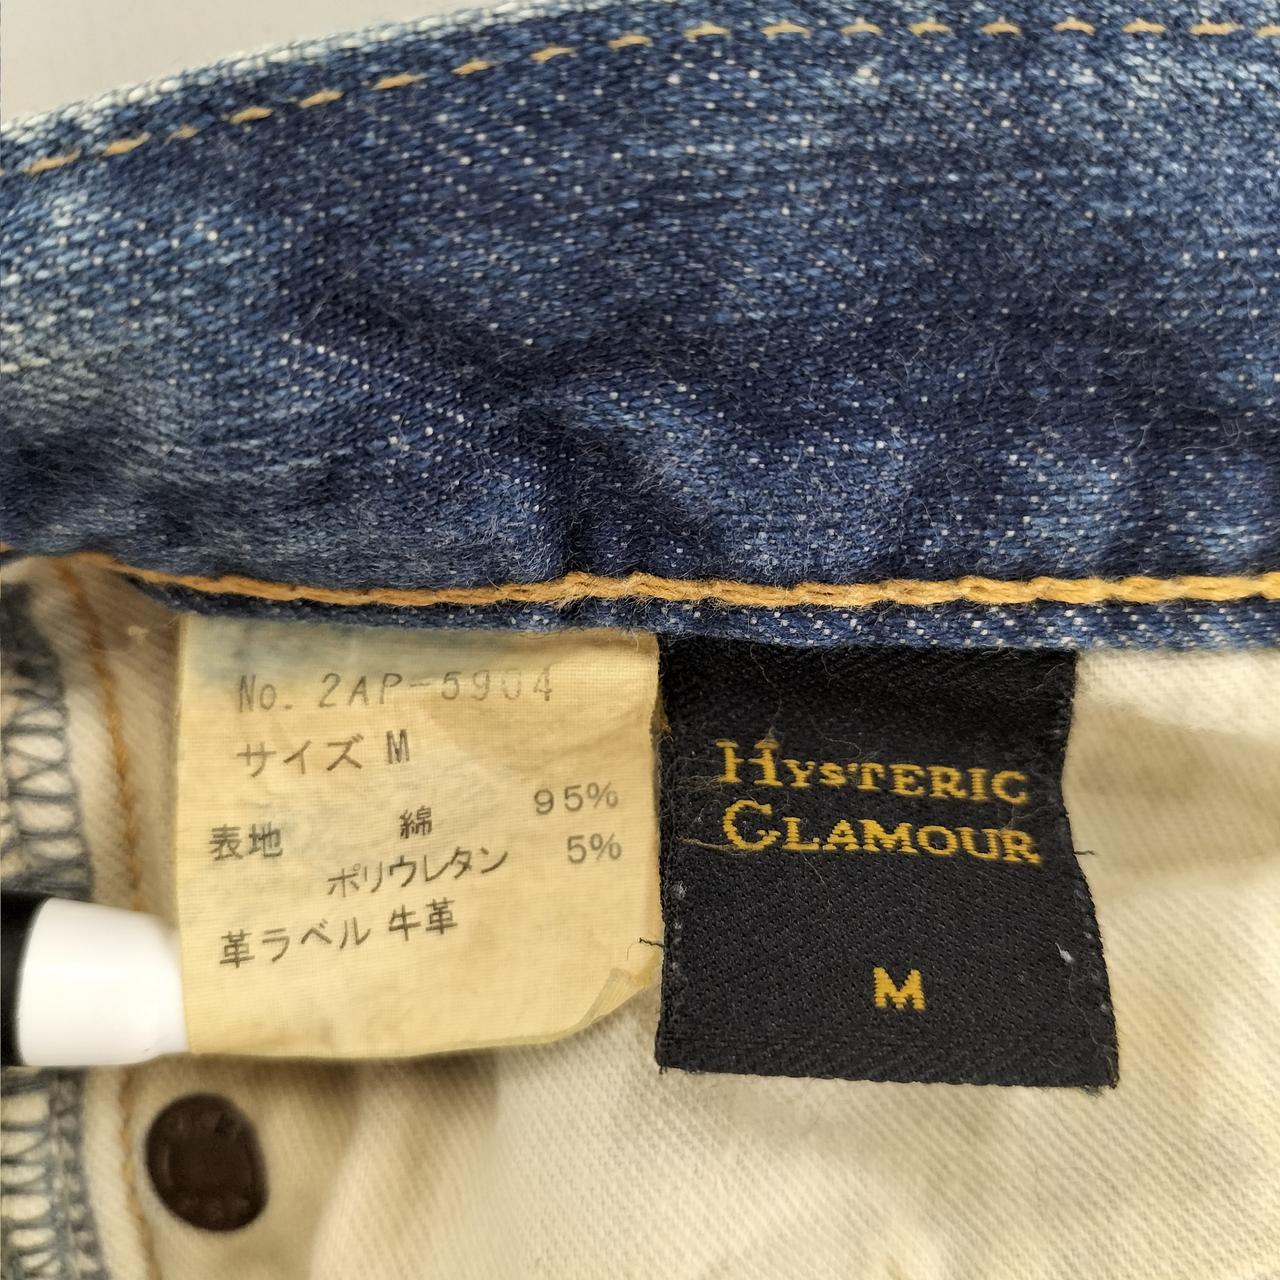 No. 2AP-5904
サイズ M
表地 綿 95%
ポリウレタン 5%
革ラベル 牛革
HYSTERIC
GLAMOUR
M